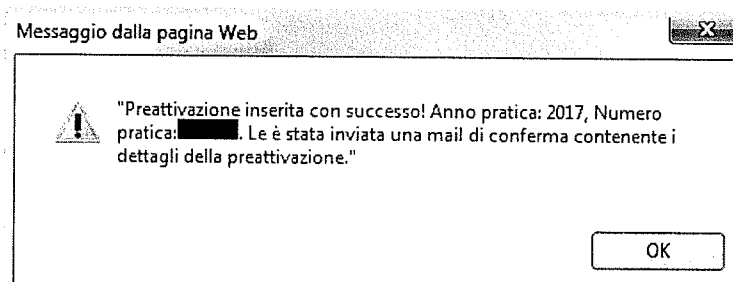 Messaggio dalla pagina Web
"Preattivazione inserita con successo! Anno pratica: 2017, Numero
pratica: . Le è stata inviata una mail di conferma contenente i
dettagli della preattivazione."
OK